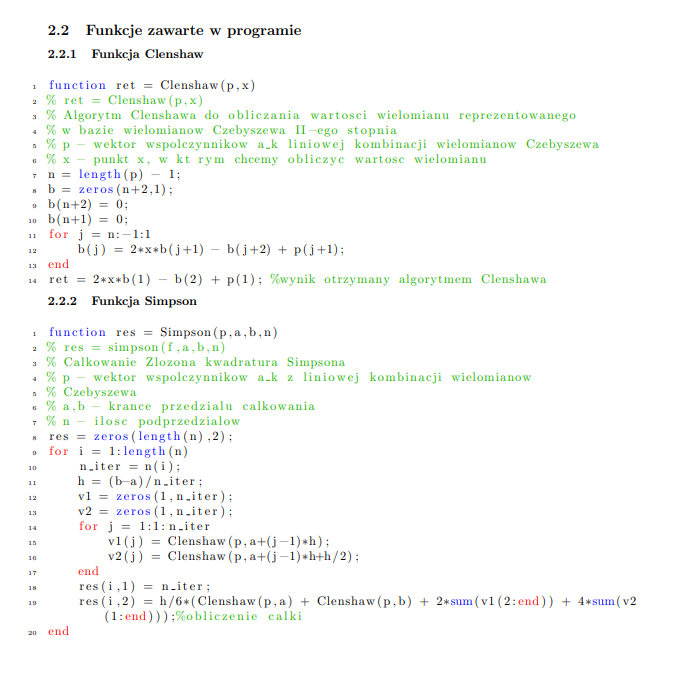 2.2 Funkcje zawarte w programie
2.2.1 Funkcja Clenshaw
1 function ret = Clenshaw(p,x)
2 % ret = Clenshaw(p,x)
3 % Algorytm Clenshawa do obliczania wartosci wielomianu reprezentowanego
4 % w bazie wielomianow Czebyszewa II−ego stopnia
5 % p − wektor wspolczynnikow a_k liniowej kombinacji wielomianow Czebyszewa
6 % x − punkt x, w kt rym chcemy obliczyc wartosc wielomianu
7 n = length(p) − 1;
8 b = zeros(n+2,1);
9 b(n+2) = 0;
10 b(n+1) = 0;
11 for j = n:−1:1
12 b(j) = 2*x*b(j+1) − b(j+2) + p(j+1);
13 end
14 ret = 2*x*b(1) − b(2) + p(1); %wynik otrzymany algorytmem Clenshawa
2.2.2 Funkcja Simpson
1 function res = Simpson(p,a,b,n)
2 % res = simpson(f,a,b,n)
3 % Calkowanie Zlozona kwadratura Simpsona
4 % p − wektor wspolczynnikow a_k z liniowej kombinacji wielomianow
5 % Czebyszewa
6 % a,b − krance przedzialu calkowania
7 % n − ilosc podprzedzialow
8 res = zeros(length(n),2);
9 for i = 1:length(n)
10 n_iter = n(i);
11 h = (b−a)/n_iter;
12 v1 = zeros(1,n_iter);
13 v2 = zeros(1,n_iter);
14 for j = 1:1:n_iter
15 v1(j) = Clenshaw(p,a+(j−1)*h);
16 v2(j) = Clenshaw(p,a+(j−1)*h+h/2);
17 end
18 res(i,1) = n_iter;
19 res(i,2) = h/6*(Clenshaw(p,a) + Clenshaw(p,b) + 2*sum(v1(2:end)) + 4*sum(v2
(1:end)));%obliczenie calki
20 end